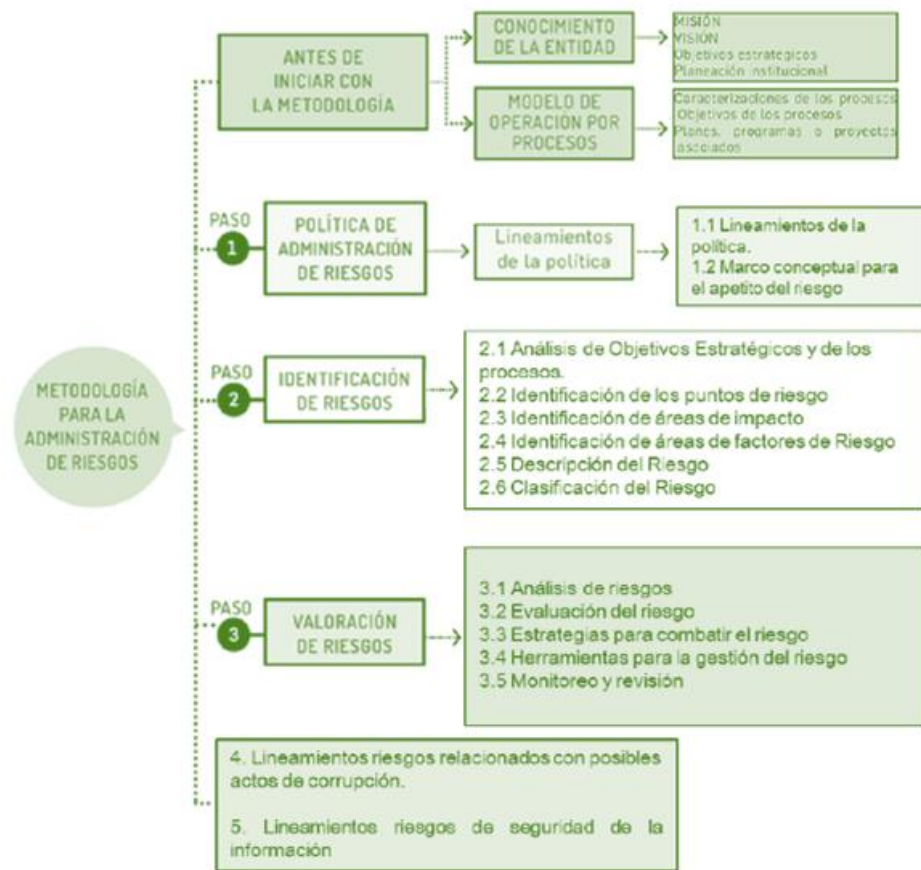 ANTES DE
INICIAR CON
LA METODOLOGÍA
CONOCIMIENTO
DE LA ENTIDAD
MISIÓN
VISIÓN
Objetivos estratégicos
Planeación institucional
MODELO DE
OPERACIÓN POR
PROCESOS
Caracterizaciones de los procesos
Objetivos de los procesos
Planes, programas o proyectos
asociados
PASO
1
POLÍTICA DE
ADMINISTRACIÓN
DE RIESGOS
Lineamientos
de la política
1.1 Lineamientos de la
política.
1.2 Marco conceptual para
el apetito del riesgo
METODOLOGÍA
PARA LA
ADMINISTRACIÓN
DE RIESGOS
PASO
2
IDENTIFICACIÓN
DE RIESGOS
2.1 Análisis de Objetivos Estratégicos y de los
procesos.
2.2 Identificación de los puntos de riesgo
2.3 Identificación de áreas de impacto
2.4 Identificación de áreas de factores de Riesgo
2.5 Descripción del Riesgo
2.6 Clasificación del Riesgo
PASO
3
VALORACIÓN
DE RIESGOS
3.1 Análisis de riesgos
3.2 Evaluación del riesgo
3.3 Estrategias para combatir el riesgo
3.4 Herramientas para la gestión del riesgo
3.5 Monitoreo y revisión
4. Lineamientos riesgos relacionados con posibles
actos de corrupción.
5. Lineamientos riesgos de seguridad de la
información